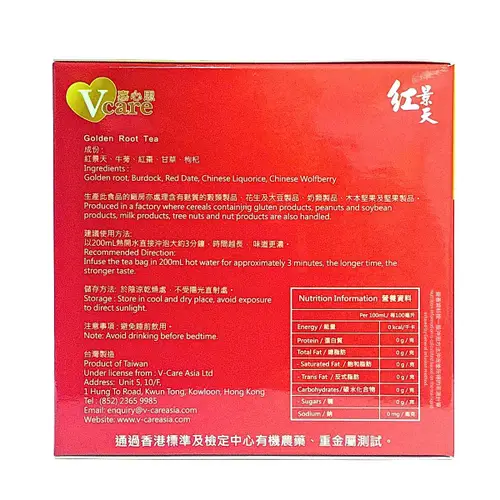 壹心思
Vcare
紅景天
Golden Root Tea
成份:
紅景天、牛蒡、紅棗、甘草、枸杞
Ingredients :
Golden root, Burdock, Red Date, Chinese Liquorice, Chinese Wolfberry
生產此食品的廠房亦處理含有麩質的穀類製品、花生及大豆製品、奶類製品、木本堅果及堅果製品。
Produced in a factory where cereals containing gluten products, peanuts and soybean
products, milk products, tree nuts and nut products are also handled.
建議使用方法:
以200mL熱開水直接沖泡大約3分鐘,時間越長,味道更濃。
Recommended Direction:
Infuse the tea bag in 200mL hot water for approximately 3 minutes, the longer time, the
stronger taste.
儲存方法: 於陰涼乾燥處,不受陽光直射處。
Storage : Store in cool and dry place, avoid exposure
to direct sunlight.
注意事項 : 避免睡前飲用。
Note: Avoid drinking before bedtime.
台灣製造
Product of Taiwan
Under license from : V-Care Asia Ltd
Address: Unit 5, 10/F,
1 Hung To Road, Kwun Tong, Kowloon, Hong Kong
Tel : (852) 2365 9985
Email: enquiry@v-careasia.com
www.v-careasia.com
Nutrition Information 營養資料
Per 100ml / 每100毫升
Energy / 能量 0 kcal/千卡
Protein / 蛋白質 0 g/克
Total Fat / 總脂肪 0 g/克
- Saturated Fat / 飽和脂肪 0 g/克
- Trans Fat / 反式脂肪 0 g/克
Carbohydrates / 碳水化合物 0 g/克
- Sugars / 糖 0 g/克
Sodium / 鈉 0 mg/毫克
通過香港標準及檢定中心有機農藥、重金屬測試。